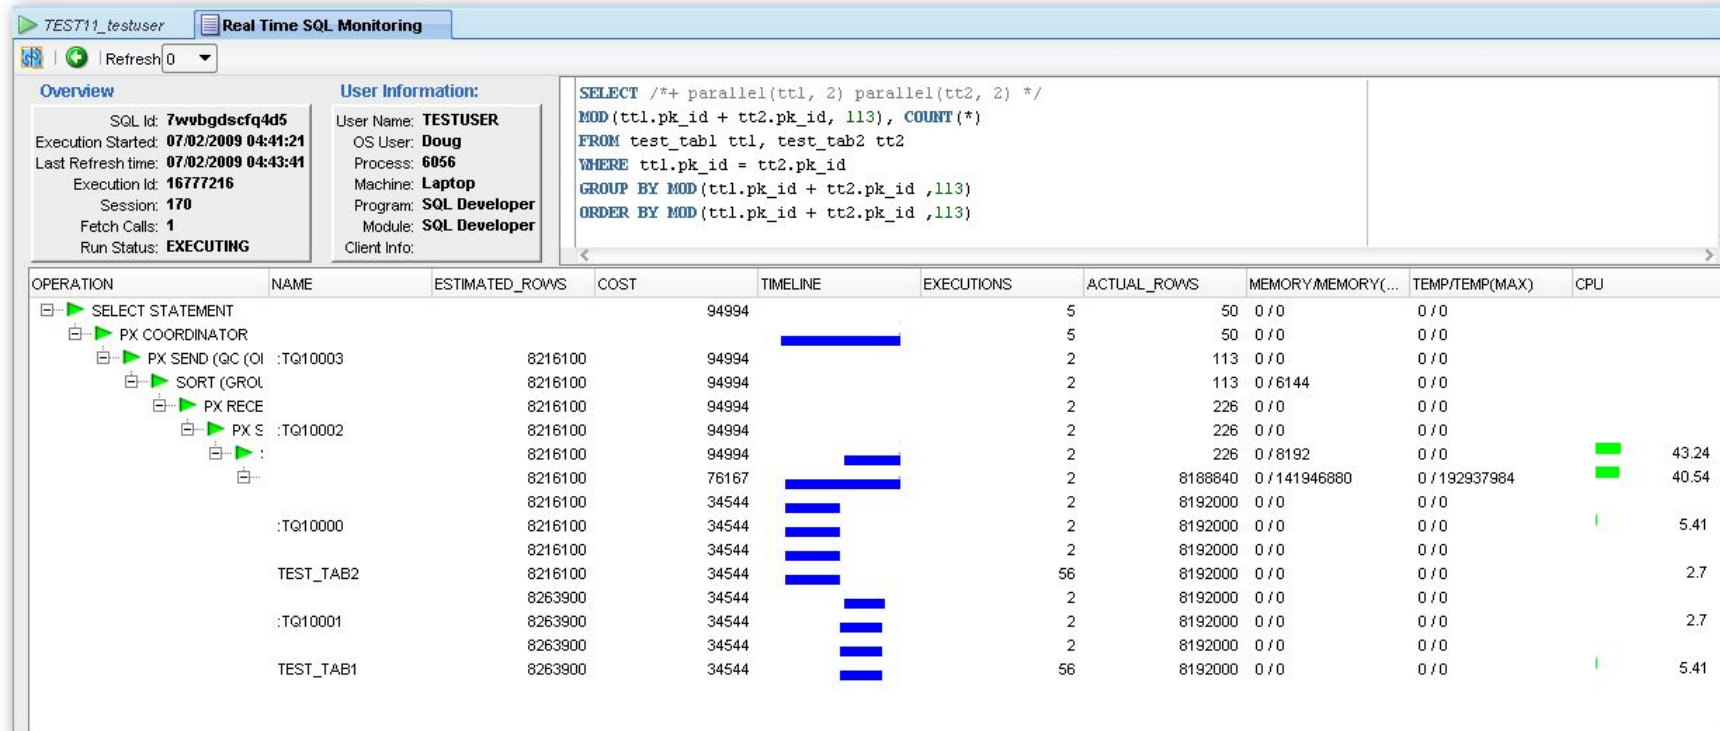 TEST11_testuser Real Time SQL Monitoring
Refresh 0
Overview
SQL Id: 7wvbgdscfq4d5
Execution Started: 07/02/2009 04:41:21
Last Refresh time: 07/02/2009 04:43:41
Execution Id: 16777216
Session: 170
Fetch Calls: 1
Run Status: EXECUTING
User Information:
User Name: TESTUSER
OS User: Doug
Process: 6056
Machine: Laptop
Program: SQL Developer
Module: SQL Developer
Client Info:
SELECT /*+ parallel(tt1, 2) parallel(tt2, 2) */
MOD(tt1.pk_id + tt2.pk_id, 113), COUNT(*)
FROM test_tab1 tt1, test_tab2 tt2
WHERE tt1.pk_id = tt2.pk_id
GROUP BY MOD(tt1.pk_id + tt2.pk_id ,113)
ORDER BY MOD(tt1.pk_id + tt2.pk_id ,113)
OPERATION NAME ESTIMATED_ROWS COST TIMELINE EXECUTIONS ACTUAL_ROWS MEMORY/MEMORY(... TEMP/TEMP(MAX) CPU
SELECT STATEMENT 94994 5 50 0 / 0 0 / 0
PX COORDINATOR 5 50 0 / 0 0 / 0
PX SEND (QC (OI :TQ10003 8216100 94994 2 113 0 / 0 0 / 0
SORT (GROU 8216100 94994 2 113 0 / 6144 0 / 0
PX RECE 8216100 94994 2 226 0 / 0 0 / 0
PX S :TQ10002 8216100 94994 2 226 0 / 0 0 / 0
8216100 94994 2 226 0 / 8192 0 / 0 43.24
8216100 76167 2 8188840 0 / 141946880 0 / 192937984 40.54
8216100 34544 2 8192000 0 / 0 0 / 0
:TQ10000 8216100 34544 2 8192000 0 / 0 0 / 0 5.41
8216100 34544 2 8192000 0 / 0 0 / 0
TEST_TAB2 8216100 34544 56 8192000 0 / 0 0 / 0 2.7
8263900 34544 2 8192000 0 / 0 0 / 0
:TQ10001 8263900 34544 2 8192000 0 / 0 0 / 0 2.7
8263900 34544 2 8192000 0 / 0 0 / 0
TEST_TAB1 8263900 34544 56 8192000 0 / 0 0 / 0 5.41